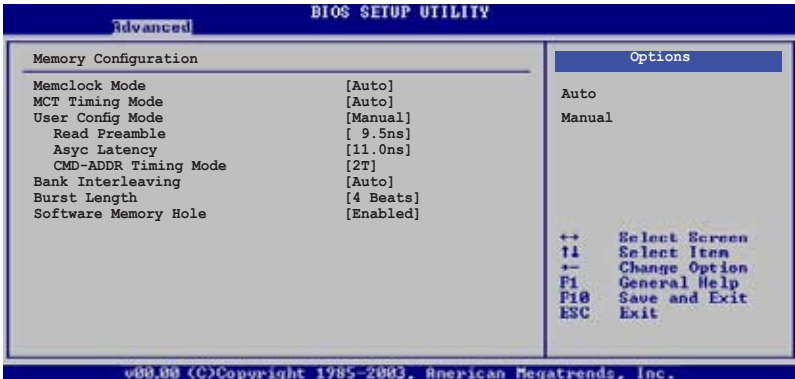 BIOS SETUP UTILITY
Advanced
Memory Configuration
Memclock Mode [Auto]
MCT Timing Mode [Auto]
User Config Mode [Manual]
Read Preamble [ 9.5ns]
Asyc Latency [11.0ns]
CMD-ADDR Timing Mode [2T]
Bank Interleaving [Auto]
Burst Length [4 Beats]
Software Memory Hole [Enabled]
Options
Auto
Manual
↔ Select Screen
↑↓ Select Item
+- Change Option
F1 General Help
F10 Save and Exit
ESC Exit
v00.00 (C)Copyright 1985-2003, American Megatrends, Inc.